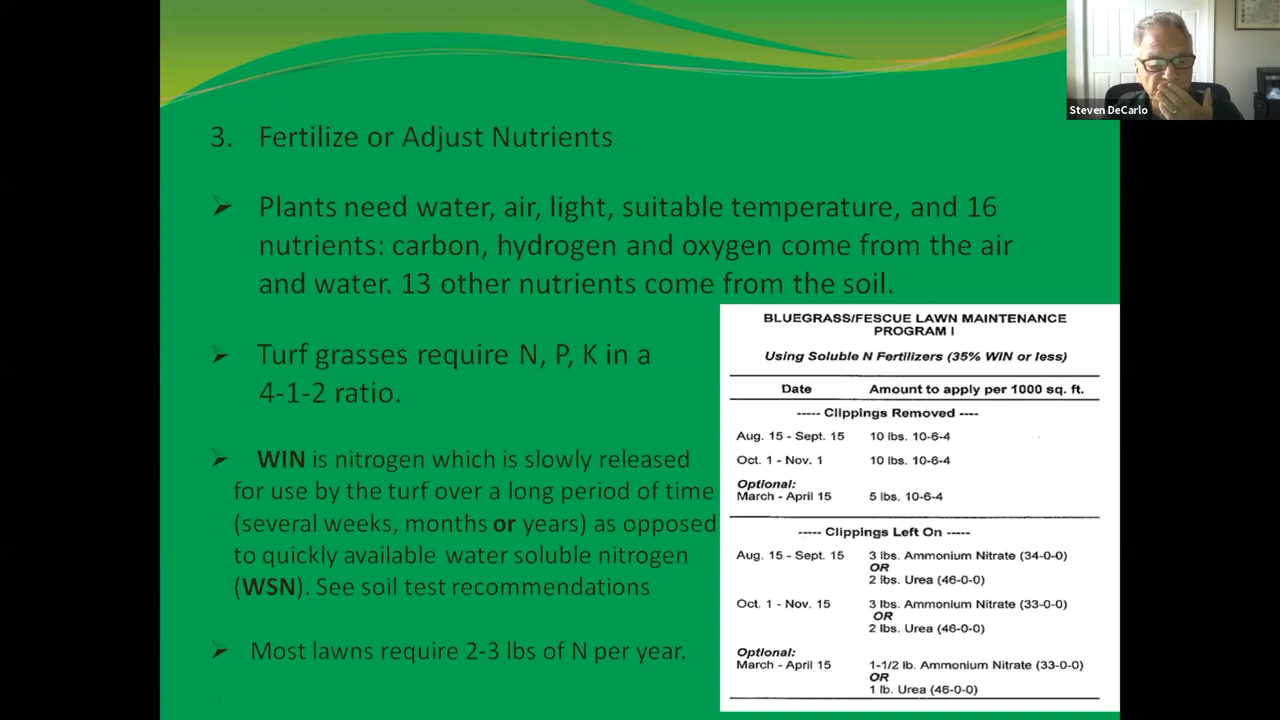 Steven DeCarlo
3. Fertilize or Adjust Nutrients
Plants need water, air, light, suitable temperature, and 16
nutrients: carbon, hydrogen and oxygen come from the air
and water. 13 other nutrients come from the soil.
Turf grasses require N, P, K in a
4-1-2 ratio.
WIN is nitrogen which is slowly released
for use by the turf over a long period of time
(several weeks, months or years) as opposed
to quickly available water soluble nitrogen
(WSN). See soil test recommendations
Most lawns require 2-3 lbs of N per year.
BLUEGRASS/FESCUE LAWN MAINTENANCE
PROGRAM I
Using Soluble N Fertilizers (35% WIN or less)
Date Amount to apply per 1000 sq. ft.
----- Clippings Removed ----
Aug. 15 - Sept. 15 10 lbs. 10-6-4
Oct. 1 - Nov. 1 10 lbs. 10-6-4
Optional:
March - April 15 5 lbs. 10-6-4
----- Clippings Left On -----
Aug. 15 - Sept. 15 3 lbs. Ammonium Nitrate (34-0-0)
OR
2 lbs. Urea (46-0-0)
Oct. 1 - Nov. 15 3 lbs. Ammonium Nitrate (33-0-0)
OR
2 lbs. Urea (46-0-0)
Optional:
March - April 15 1-1/2 lb. Ammonium Nitrate (33-0-0)
OR
1 lb. Urea (46-0-0)